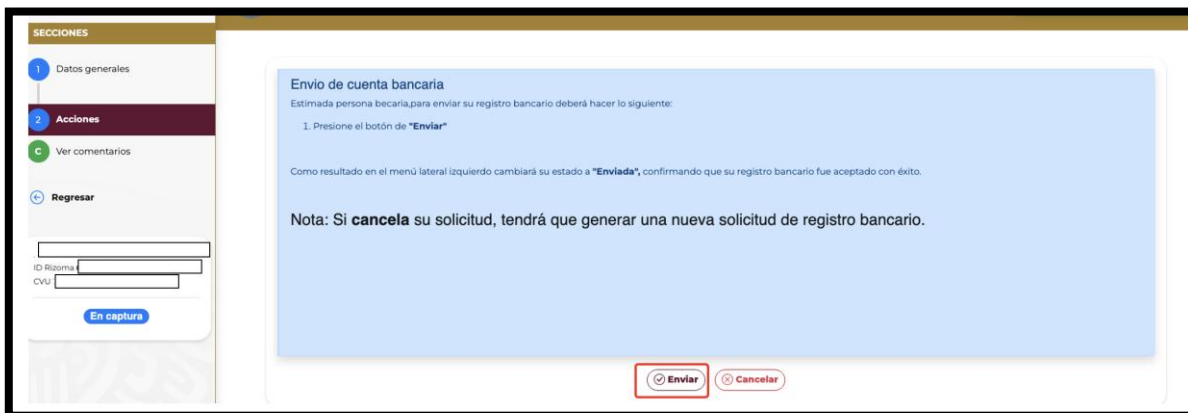 SECCIONES
1 Datos generales
2 Acciones
C Ver comentarios
Regresar
ID Rizoma
CVU
En captura
Envio de cuenta bancaria
Estimada persona becaria,para enviar su registro bancario deberá hacer lo siguiente:
1. Presione el botón de "Enviar"
Como resultado en el menú lateral izquierdo cambiará su estado a "Enviada", confirmando que su registro bancario fue aceptado con éxito.
Nota: Si cancela su solicitud, tendrá que generar una nueva solicitud de registro bancario.
Enviar
Cancelar